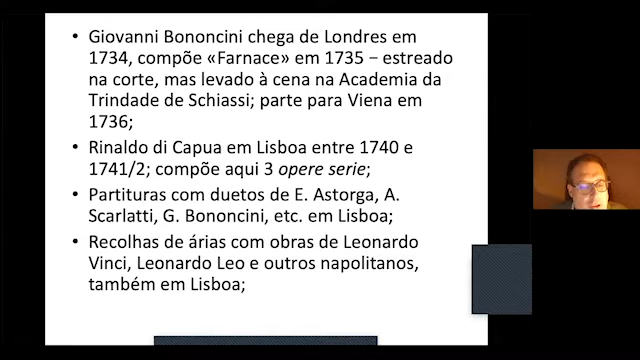 • Giovanni Bononcini chega de Londres em
1734, compõe «Farnace» em 1735 − estreado
na corte, mas levado à cena na Academia da
Trindade de Schiassi; parte para Viena em
1736;
• Rinaldo di Capua em Lisboa entre 1740 e
1741/2; compõe aqui 3 opere serie;
• Partituras com duetos de E. Astorga, A.
Scarlatti, G. Bononcini, etc. em Lisboa;
• Recolhas de árias com obras de Leonardo
Vinci, Leonardo Leo e outros napolitanos,
também em Lisboa;